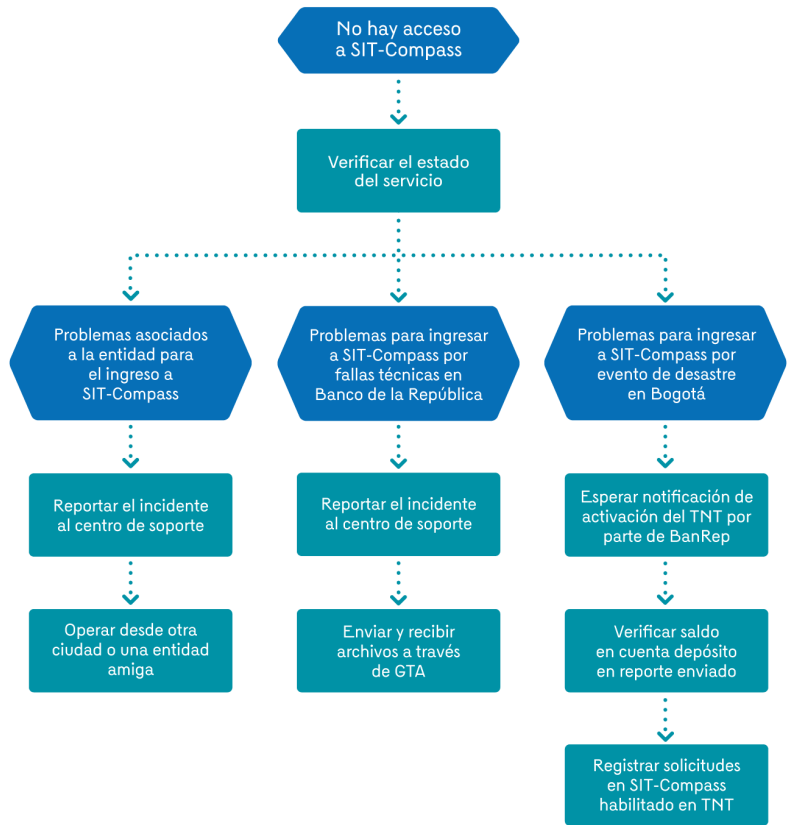 No hay acceso
a SIT-Compass
Verificar el estado
del servicio
Problemas asociados
a la entidad para
el ingreso a
SIT-Compass
Problemas para ingresar
a SIT-Compass por
fallas técnicas en
Banco de la República
Problemas para ingresar
a SIT-Compass por
evento de desastre
en Bogotá
Reportar el incidente
al centro de soporte
Reportar el incidente
al centro de soporte
Esperar notificación de
activación del TNT por
parte de BanRep
Operar desde otra
ciudad o una entidad
amiga
Enviar y recibir
archivos a través
de GTA
Verificar saldo
en cuenta depósito
en reporte enviado
Registrar solicitudes
en SIT-Compass
habilitado en TNT